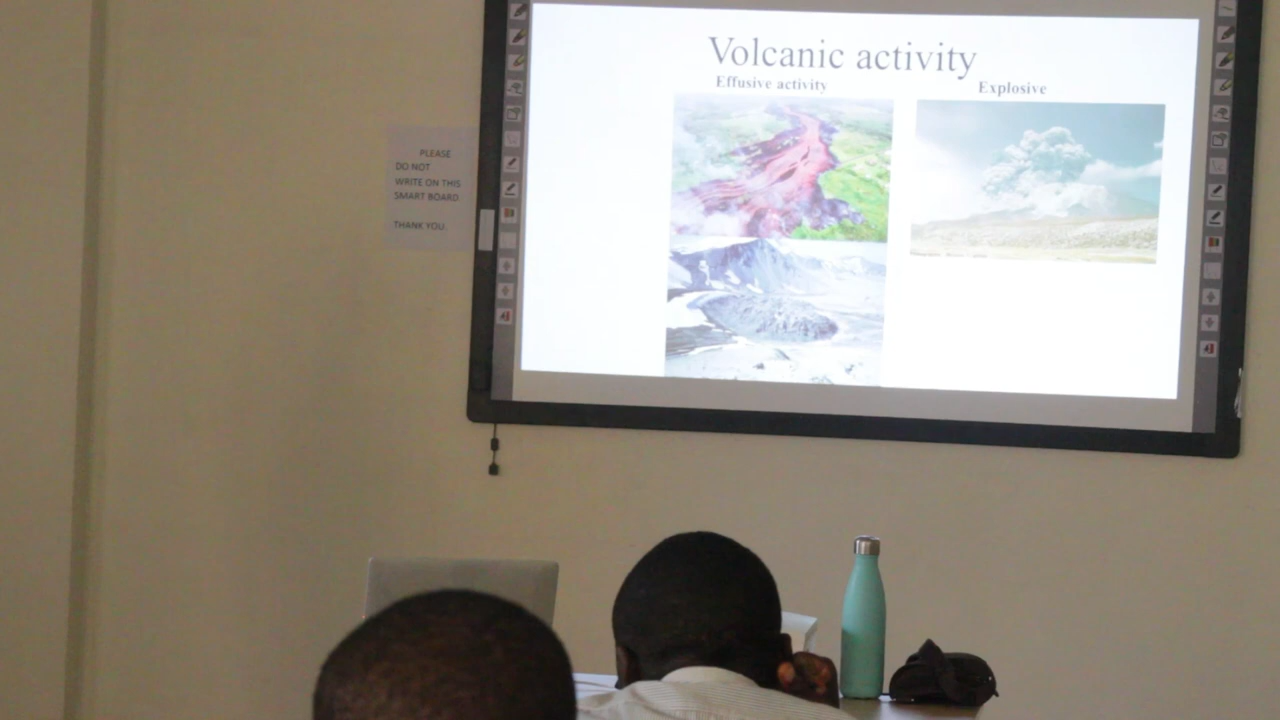 Volcanic activity
Effusive activity
Explosive
PLEASE
DO NOT
WRITE ON THIS
SMART BOARD
THANK YOU.